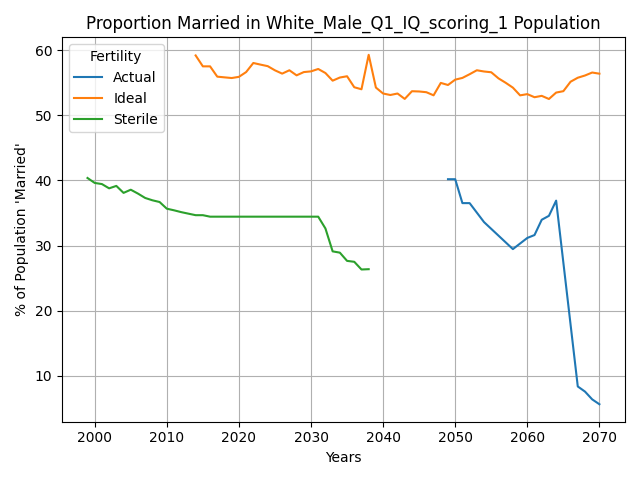 Proportion Married in White_Male_Q1_IQ_scoring_1 Population
Fertility
Actual
Ideal
Sterile
% of Population 'Married'
60
50
40
30
20
10
2000 2010 2020 2030 2040 2050 2060 2070
Years